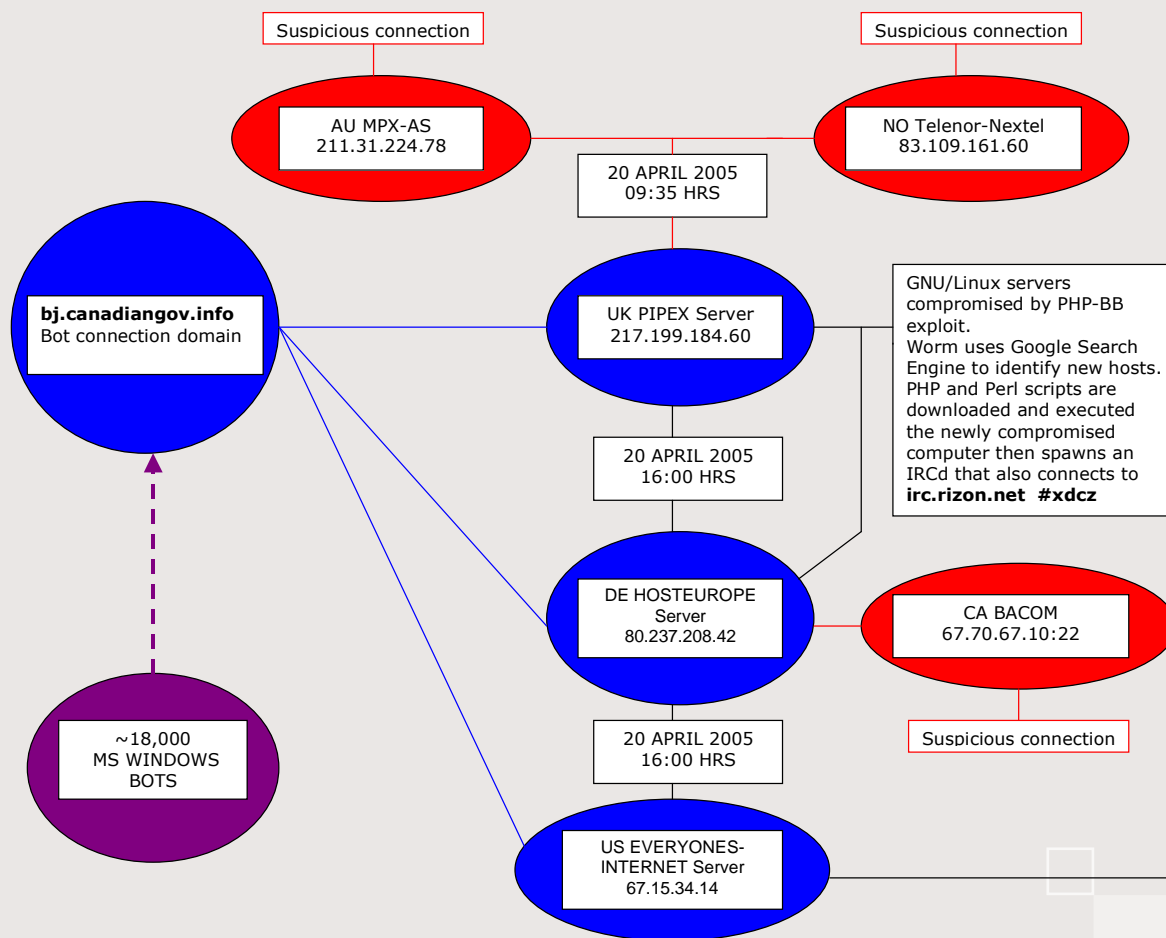 Suspicious connection
Suspicious connection
AU MPX-AS
211.31.224.78
NO Telenor-Nextel
83.109.161.60
20 APRIL 2005
09:35 HRS
bj.canadiangov.info
Bot connection domain
UK PIPEX Server
217.199.184.60
GNU/Linux servers
compromised by PHP-BB
exploit.
Worm uses Google Search
Engine to identify new hosts.
PHP and Perl scripts are
downloaded and executed
the newly compromised
computer then spawns an
IRCd that also connects to
irc.rizon.net #xdcz
20 APRIL 2005
16:00 HRS
DE HOSTEUROPE
Server
80.237.208.42
CA BACOM
67.70.67.10:22
Suspicious connection
~18,000
MS WINDOWS
BOTS
20 APRIL 2005
16:00 HRS
US EVERYONES-
INTERNET Server
67.15.34.14